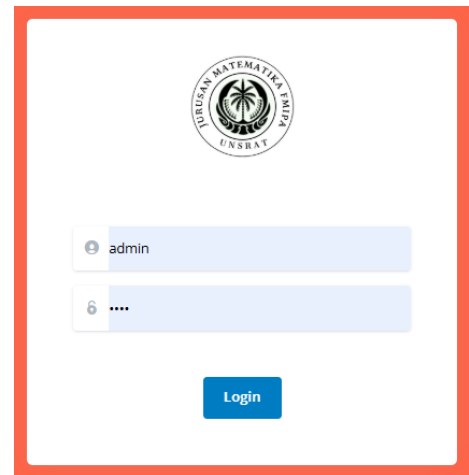 JURUSAN MATEMATIKA FMIPA
UNSRAT
admin
••••
Login